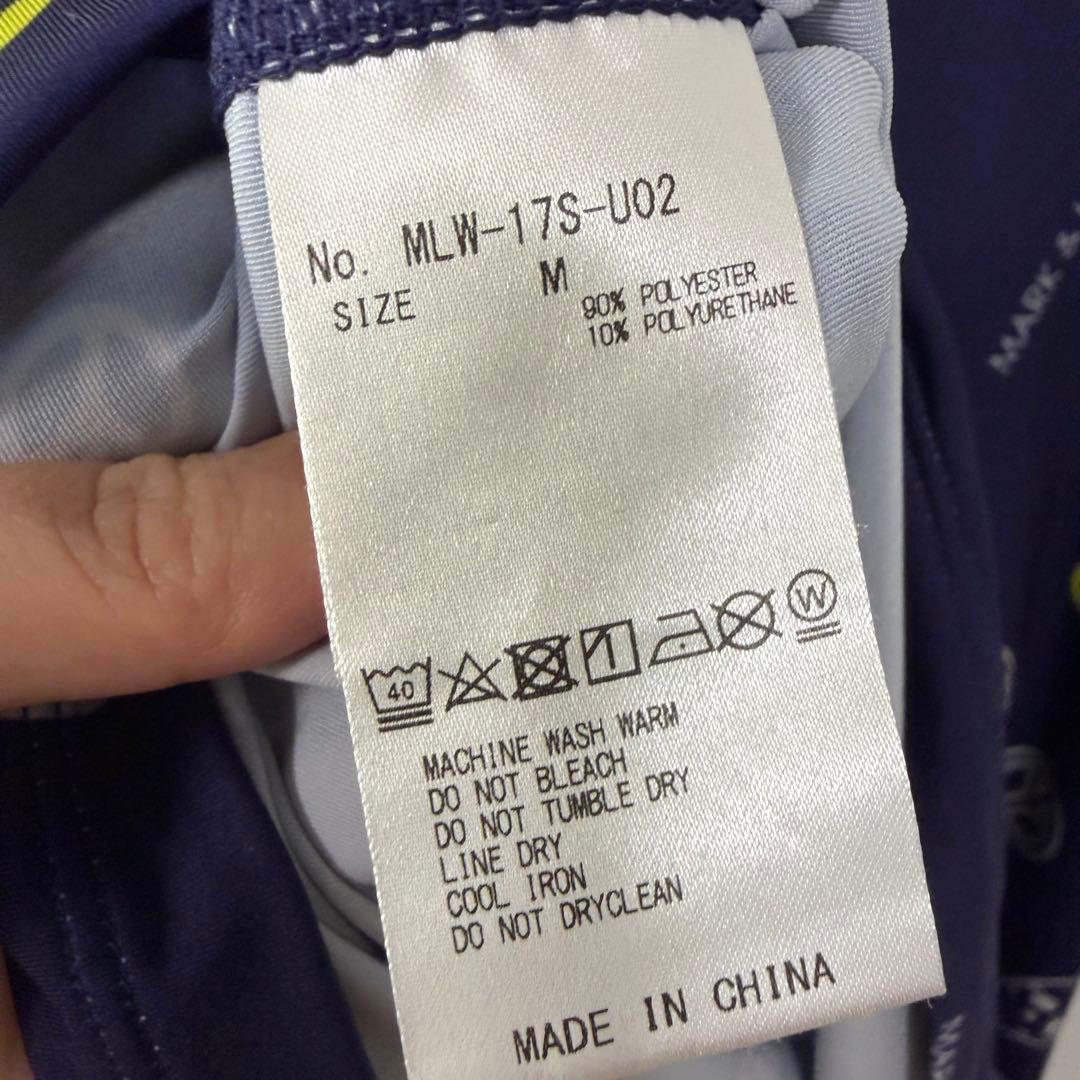 No. MLW-17S-U02
SIZE M
90% POLYESTER
10% POLYURETHANE
40
W
MACHINE WASH WARM
DO NOT BLEACH
DO NOT TUMBLE DRY
LINE DRY
COOL IRON
DO NOT DRYCLEAN
MADE IN CHINA
MARK &